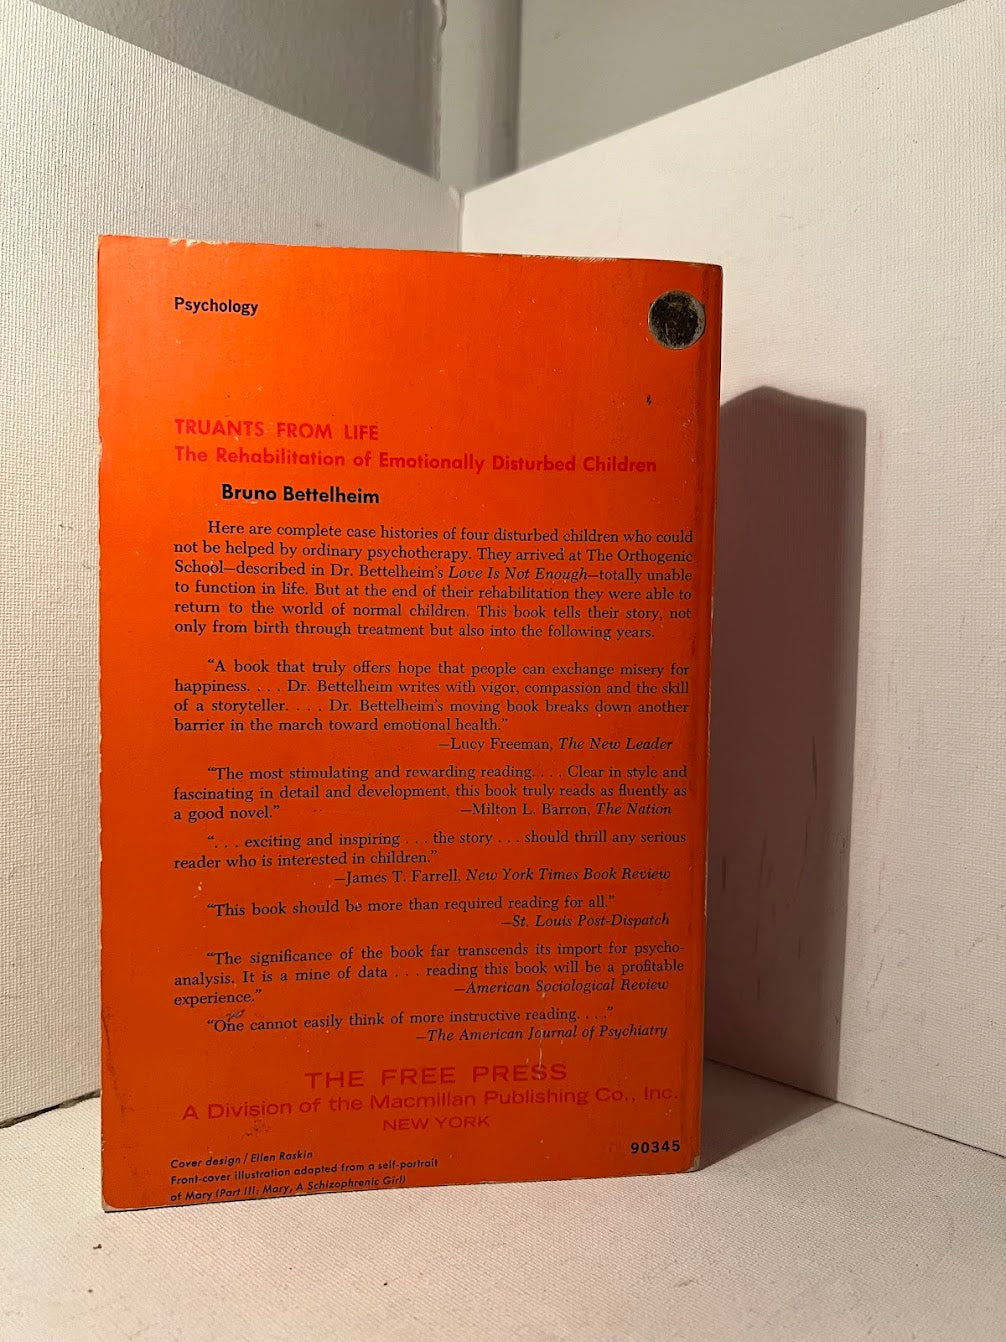 Psychology
TRUANTS FROM LIFE
The Rehabilitation of Emotionally Disturbed Children
Bruno Bettelheim
Here are complete case histories of four disturbed children who could
not be helped by ordinary psychotherapy. They arrived at The Orthogenic
School—described in Dr. Bettelheim's Love Is Not Enough—totally unable
to function in life. But at the end of their rehabilitation they were able to
return to the world of normal children. This book tells their story, not
only from birth through treatment but also into the following years.
"A book that truly offers hope that people can exchange misery for
happiness. . . . Dr. Bettelheim writes with vigor, compassion and the skill
of a storyteller. . . . Dr. Bettelheim's moving book breaks down another
barrier in the march toward emotional health."
—Lucy Freeman, The New Leader
"The most stimulating and rewarding reading. . . . Clear in style and
fascinating in detail and development, this book truly reads as fluently as
a good novel." —Milton L. Barron, The Nation
". . . exciting and inspiring . . . the story . . . should thrill any serious
reader who is interested in children."
—James T. Farrell, New York Times Book Review
"This book should be more than required reading for all."
—St. Louis Post-Dispatch
"The significance of the book far transcends its import for psycho-
analysis. It is a mine of data . . . reading this book will be a profitable
experience." —American Sociological Review
"One cannot easily think of more instructive reading. . . ."
—The American Journal of Psychiatry
THE FREE PRESS
A Division of the Macmillan Publishing Co., Inc.
NEW YORK
90345
Cover design / Ellen Raskin
Front-cover illustration adapted from a self-portrait
of Mary (Part III: Mary, A Schizophrenic Girl)